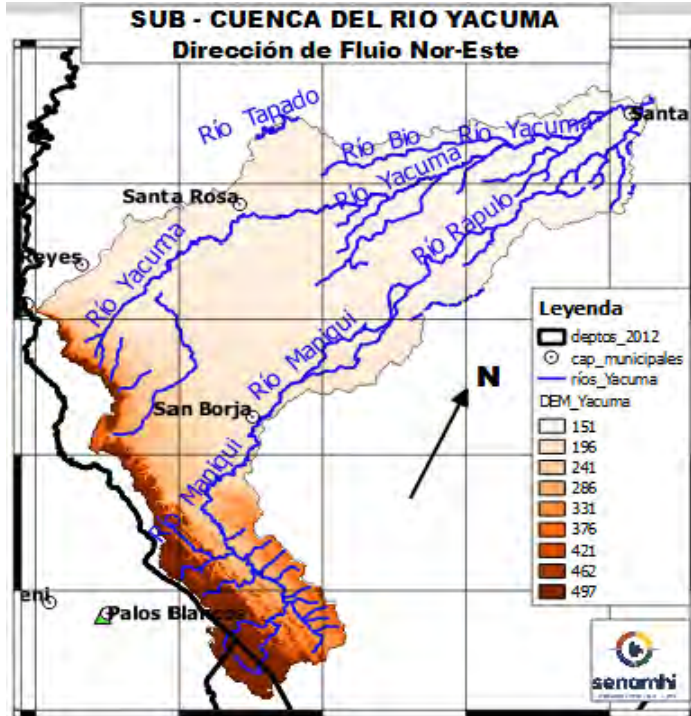 SUB - CUENCA DEL RIO YACUMA
Dirección de Fluio Nor-Este
Río Tapado
Río Bio
Río Yacuma
Santa
Río Yacuma
Santa Rosa
Río Rapulo
Reyes
Río Yacuma
Río Maniqui
San Borja
Río Maniqui
N
eni
Palos Blancos
Leyenda
deptos_2012
cap_municipales
ríos_Yacuma
DEM_Yacuma
151
196
241
286
331
376
421
462
497
senamhi